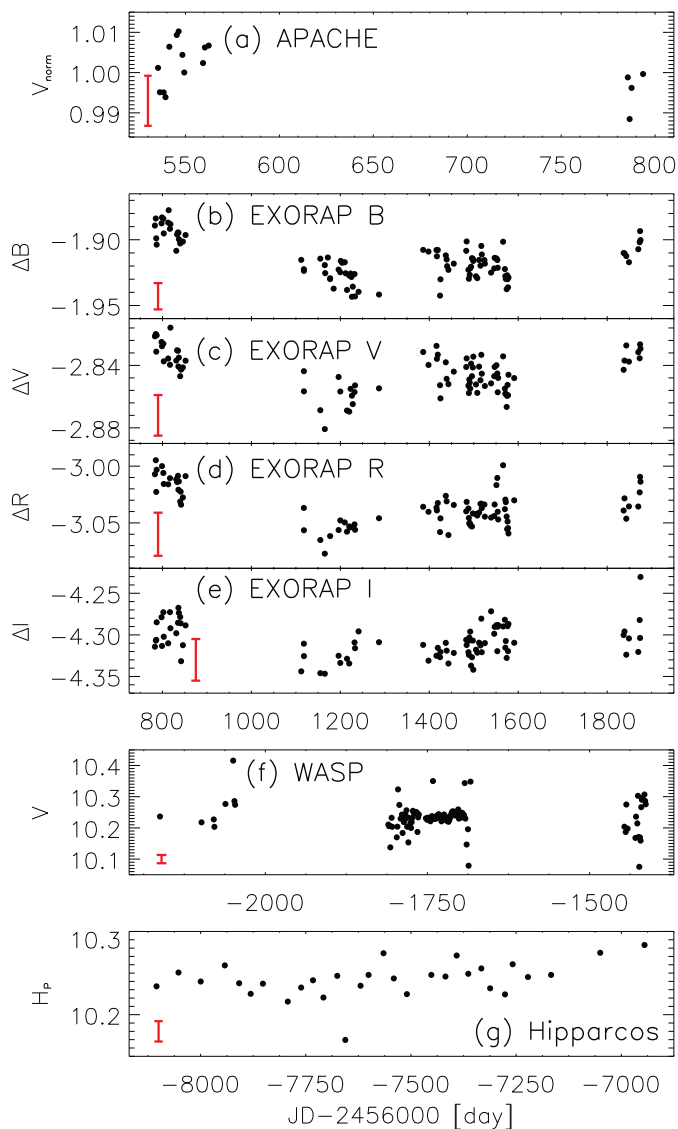 (a) APACHE
V_norm
1.01
1.00
0.99
550 600 650 700 750 800
(b) EXORAP B
ΔB
−1.90
−1.95
(c) EXORAP V
ΔV
−2.84
−2.88
(d) EXORAP R
ΔR
−3.00
−3.05
(e) EXORAP I
ΔI
−4.25
−4.30
−4.35
800 1000 1200 1400 1600 1800
(f) WASP
V
10.4
10.3
10.2
10.1
−2000 −1750 −1500
H_P
10.3
10.2
(g) Hipparcos
−8000 −7750 −7500 −7250 −7000
JD−2456000 [day]